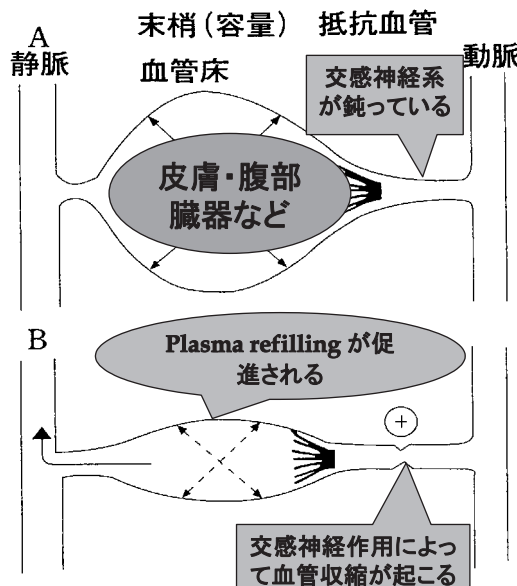 A
末梢(容量) 抵抗血管
静脈
血管床
動脈
交感神経系
が鈍っている
皮膚・腹部
臓器など
B
Plasma refilling が促
進される
+
交感神経作用によっ
て血管収縮が起こる